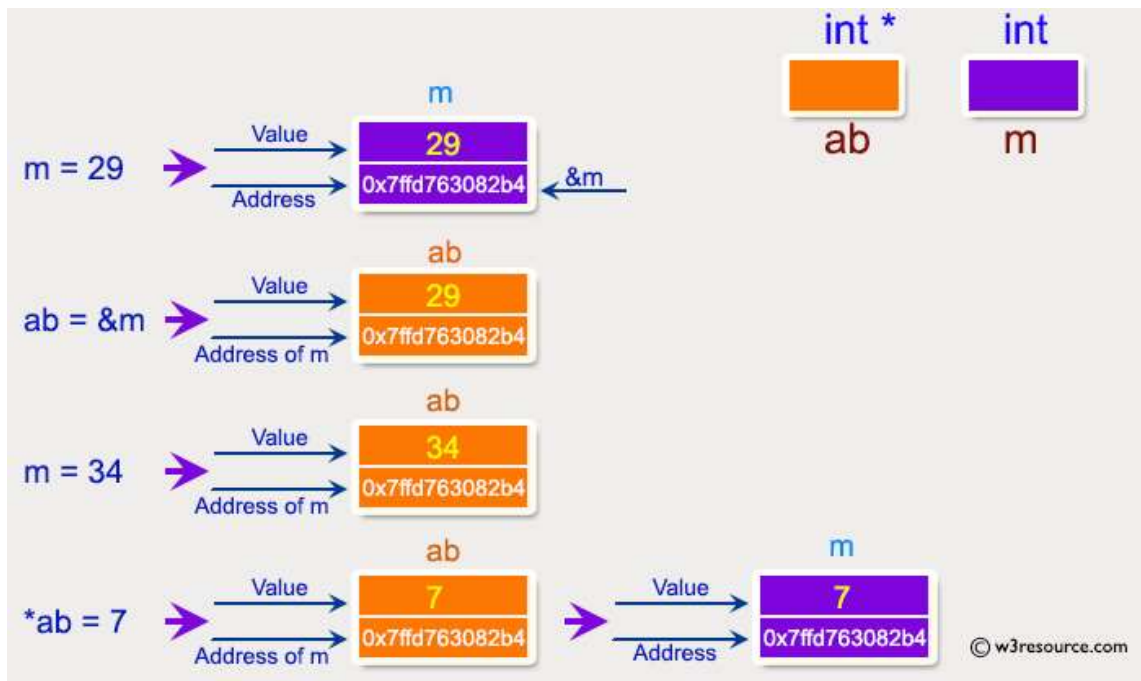 int *
int
ab
m
m
m = 29
Value
Address
29
0x7ffd763082b4
&m
ab
ab = &m
Value
Address of m
29
0x7ffd763082b4
ab
m = 34
Value
Address of m
34
0x7ffd763082b4
ab
*ab = 7
Value
Address of m
7
0x7ffd763082b4
m
Value
Address
7
0x7ffd763082b4
© w3resource.com